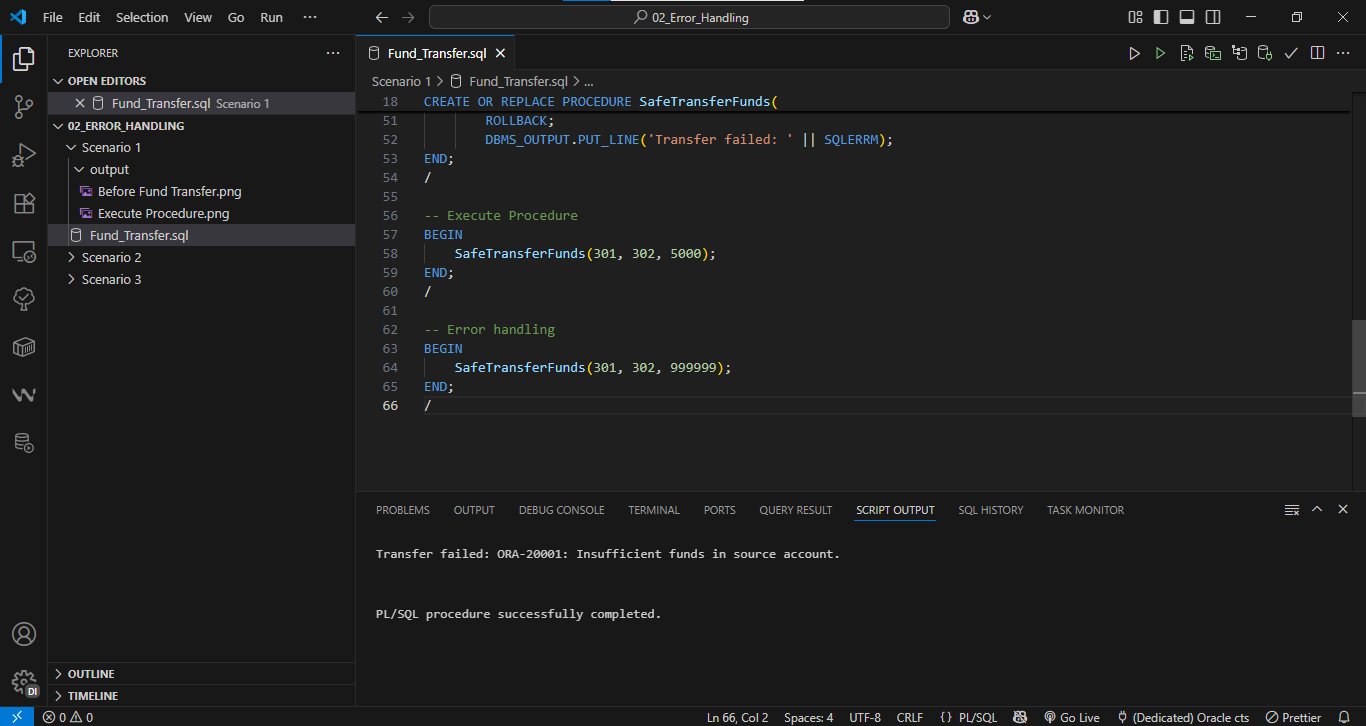 File Edit Selection View Go Run ··· 02_Error_Handling
EXPLORER ···
OPEN EDITORS
Fund_Transfer.sql Scenario 1
02_ERROR_HANDLING
Scenario 1
output
Before Fund Transfer.png
Execute Procedure.png
Fund_Transfer.sql
Scenario 2
Scenario 3
OUTLINE
TIMELINE
Fund_Transfer.sql
Scenario 1 > Fund_Transfer.sql > ...
18 CREATE OR REPLACE PROCEDURE SafeTransferFunds(
51 ROLLBACK;
52 DBMS_OUTPUT.PUT_LINE('Transfer failed: ' || SQLERRM);
53 END;
54 /
55
56 -- Execute Procedure
57 BEGIN
58 SafeTransferFunds(301, 302, 5000);
59 END;
60 /
61
62 -- Error handling
63 BEGIN
64 SafeTransferFunds(301, 302, 999999);
65 END;
66 /
PROBLEMS OUTPUT DEBUG CONSOLE TERMINAL PORTS QUERY RESULT SCRIPT OUTPUT SQL HISTORY TASK MONITOR
Transfer failed: ORA-20001: Insufficient funds in source account.
PL/SQL procedure successfully completed.
DI
0 0 Ln 66, Col 2 Spaces: 4 UTF-8 CRLF {} PL/SQL Go Live (Dedicated) Oracle cts Prettier